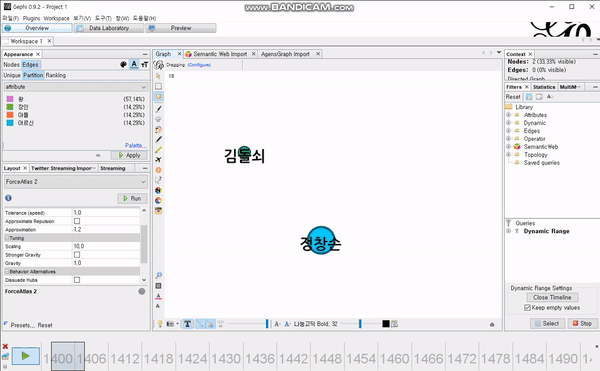 www.BANDICAM.com
Gephi 0.9.2 - Project 1
파일(F) Plugins Workspace 보기(V) 도구(T) 창(W) 도움말(H)
Overview Data Laboratory Preview
Workspace 1
Appearance
Nodes Edges
Unique Partition Ranking
attribute
왕 (57,14%)
장인 (14,29%)
아들 (14,29%)
어르신 (14,29%)
Palette...
Apply
Layout Twitter Streaming Impor... Streaming
ForceAtlas 2
Run
Tolerance (speed) 1,0
Approximate Repulsion
Approximation 1,2
Tuning
Scaling 10,0
Stronger Gravity
Gravity 1,0
Behavior Alternatives
Dissuade Hubs
ForceAtlas 2
Presets... Reset
Graph Semantic Web Import AgensGraph Import
Dragging (Configure)
김돌쇠
정창손
나눔고딕 Bold, 32
Context
Nodes: 2 (33,33% visible)
Edges: 0 (0% visible)
Directed Graph
Filters Statistics MultiM...
Reset
Library
Attributes
Dynamic
Edges
Operator
SemanticWeb
Topology
Saved queries
Queries
Dynamic Range
Dynamic Range Settings
Close Timeline
Keep empty values
Select Stop
1400 1406 1412 1418 1424 1430 1436 1442 1448 1454 1460 1466 1472 1478 1484 1490